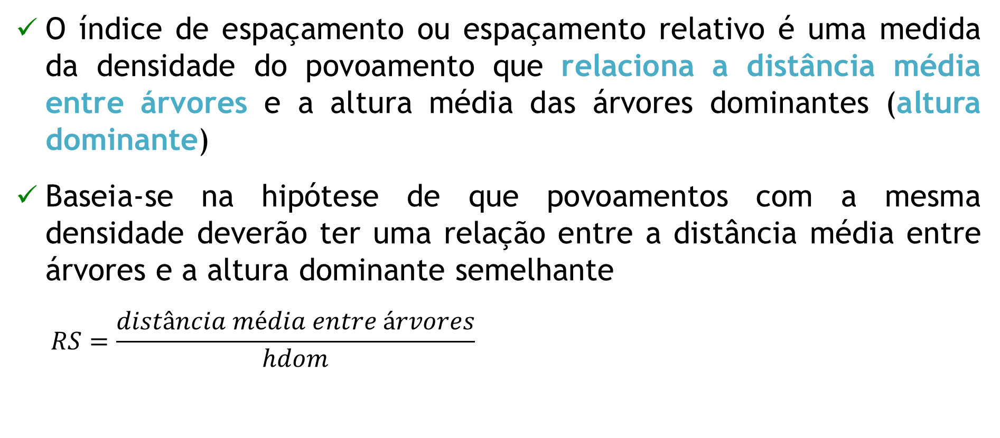 ✓ O índice de espaçamento ou espaçamento relativo é uma medida
da densidade do povoamento que relaciona a distância média
entre árvores e a altura média das árvores dominantes (altura
dominante)
✓ Baseia-se na hipótese de que povoamentos com a mesma
densidade deverão ter uma relação entre a distância média entre
árvores e a altura dominante semelhante
RS = distância média entre árvores / hdom